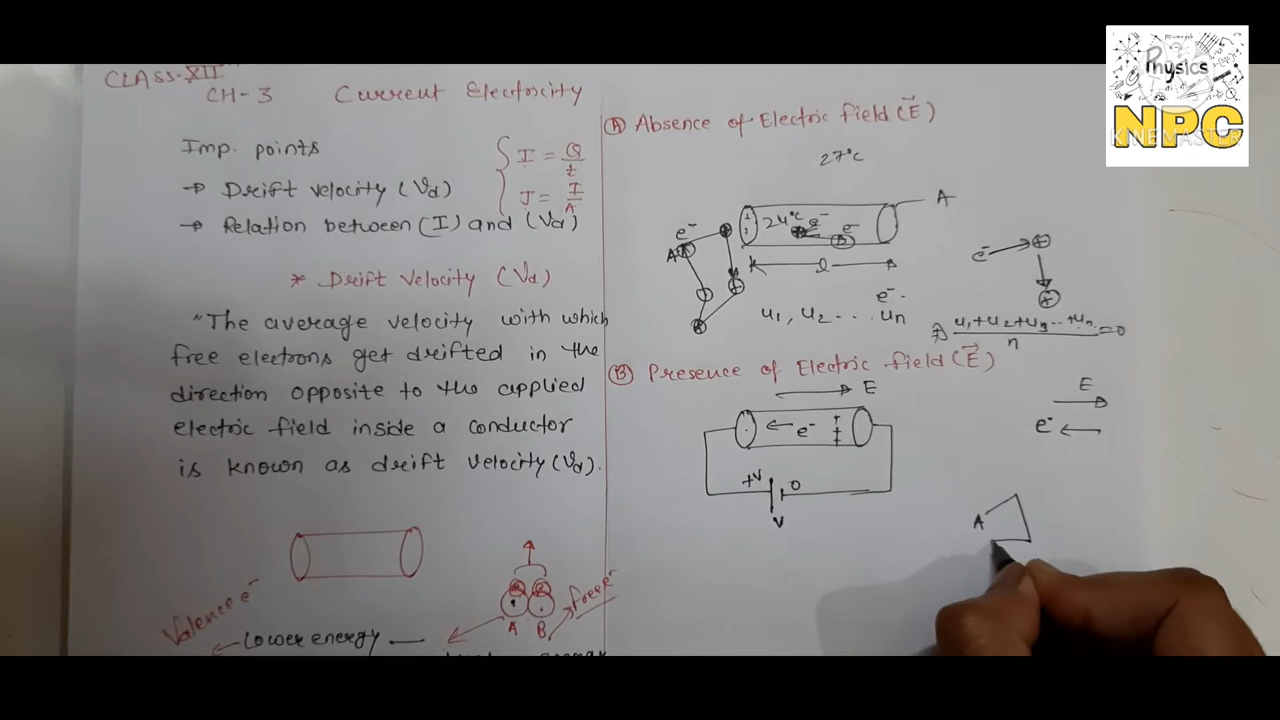 CLASS-XII
CH-3 Current Electricity
Imp. points
→ Drift velocity (Vd)
→ Relation between (I) and (Vd)
I = Q/t
J = I/A
* Drift Velocity (Vd)
"The average velocity with which
free electrons get drifted in the
direction opposite to the applied
electric field inside a conductor
is known as drift velocity (Vd).
Valence e⁻
Lower energy
A B
free e⁻
Ⓐ Absence of Electric field (E⃗)
27°C
A
24°C e⁻
e⁻
e⁻
A
l
e⁻
u1, u2 ... un
e⁻
⇒ u1+u2+u3...+un/n = 0
Ⓑ Presence of Electric field (E⃗)
E
e⁻
+V 0
V
E
e⁻
A
Physics
NPC
KINEMASTER